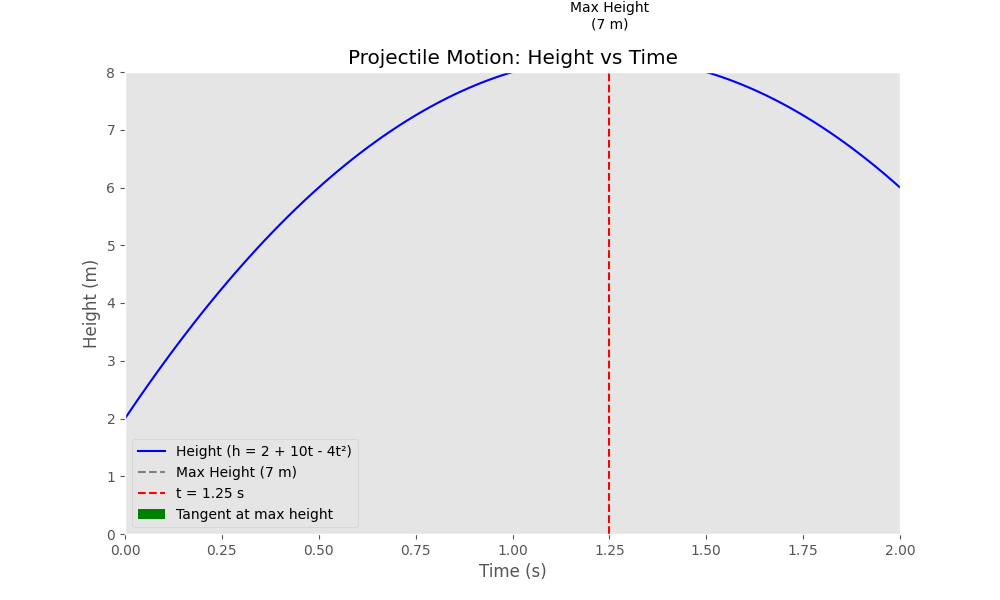 Max Height
(7 m)
Projectile Motion: Height vs Time
8
7
6
5
4
3
2
1
0
Height (m)
Height (h = 2 + 10t - 4t²)
Max Height (7 m)
t = 1.25 s
Tangent at max height
0.00 0.25 0.50 0.75 1.00 1.25 1.50 1.75 2.00
Time (s)